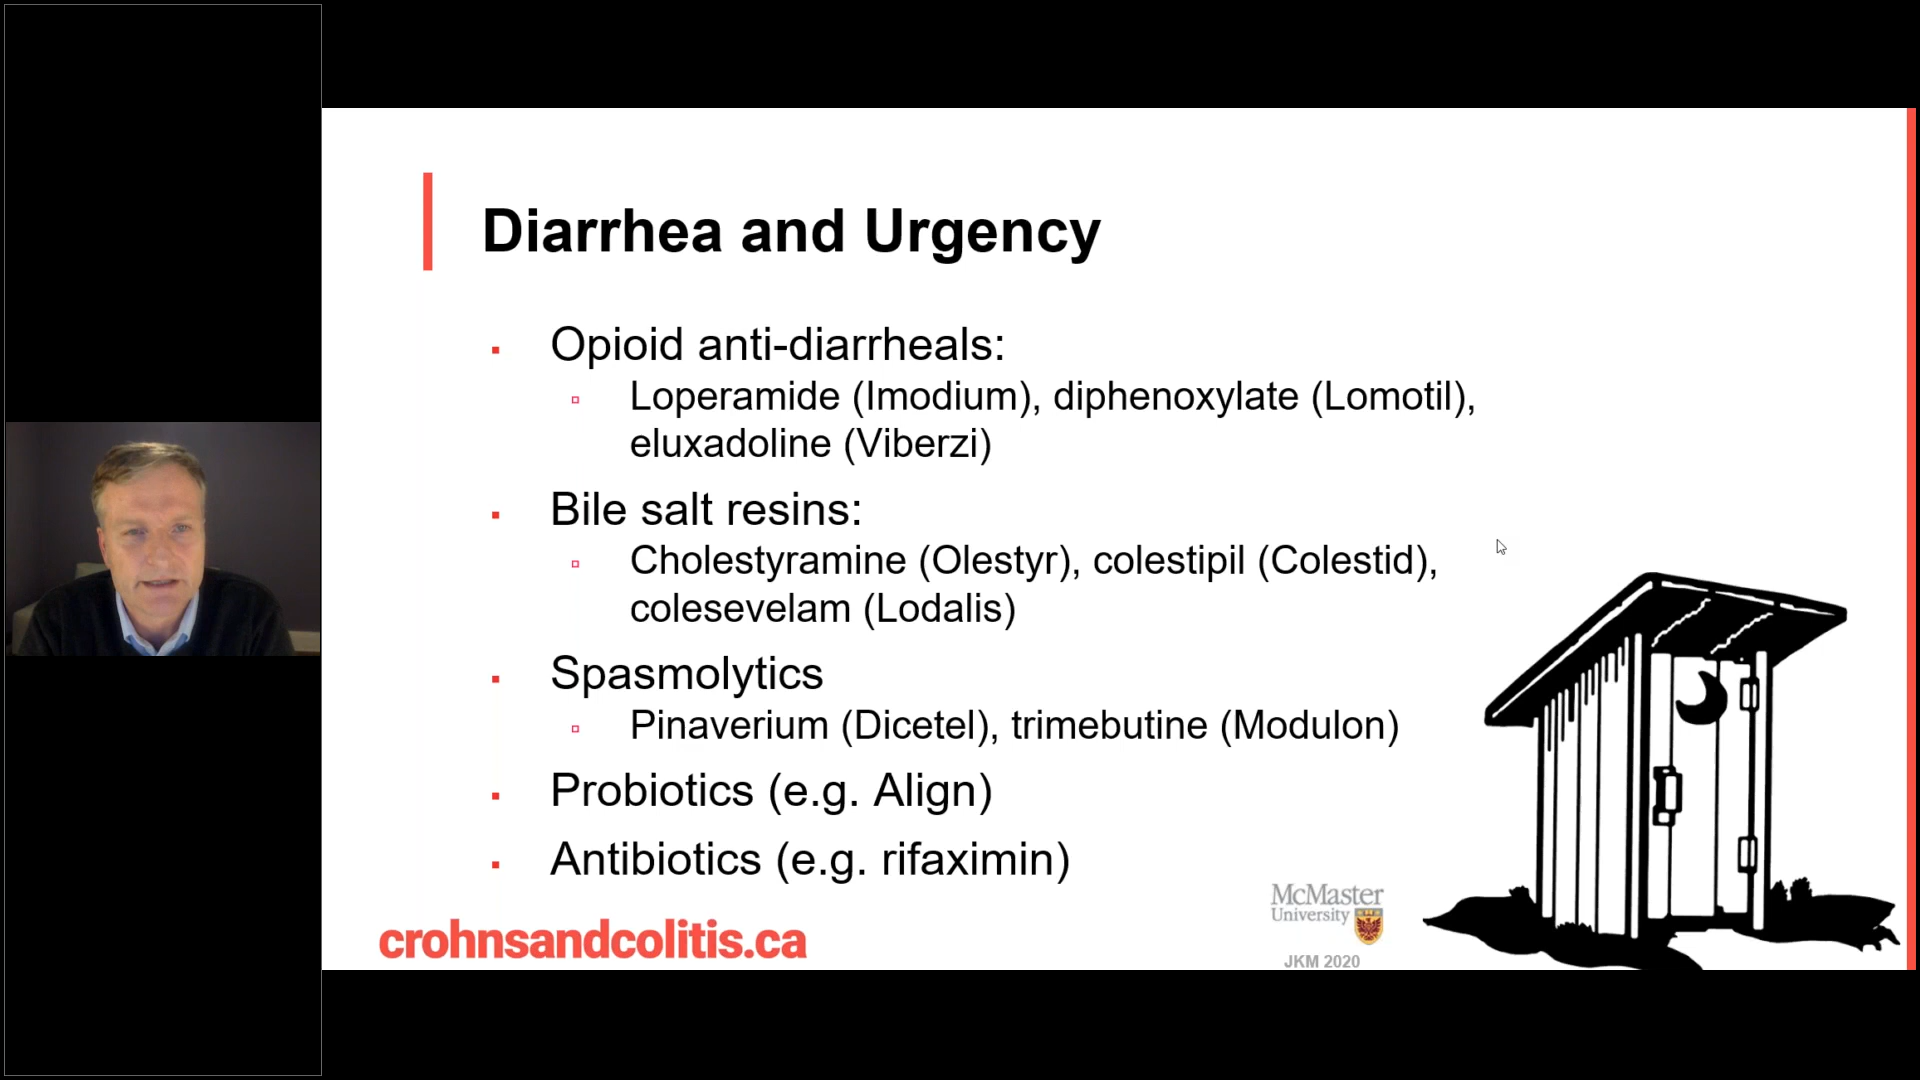 Diarrhea and Urgency
Opioid anti-diarrheals:
Loperamide (Imodium), diphenoxylate (Lomotil),
eluxadoline (Viberzi)
Bile salt resins:
Cholestyramine (Olestyr), colestipil (Colestid),
colesevelam (Lodalis)
Spasmolytics
Pinaverium (Dicetel), trimebutine (Modulon)
Probiotics (e.g. Align)
Antibiotics (e.g. rifaximin)
crohnsandcolitis.ca
McMaster
University
JKM 2020